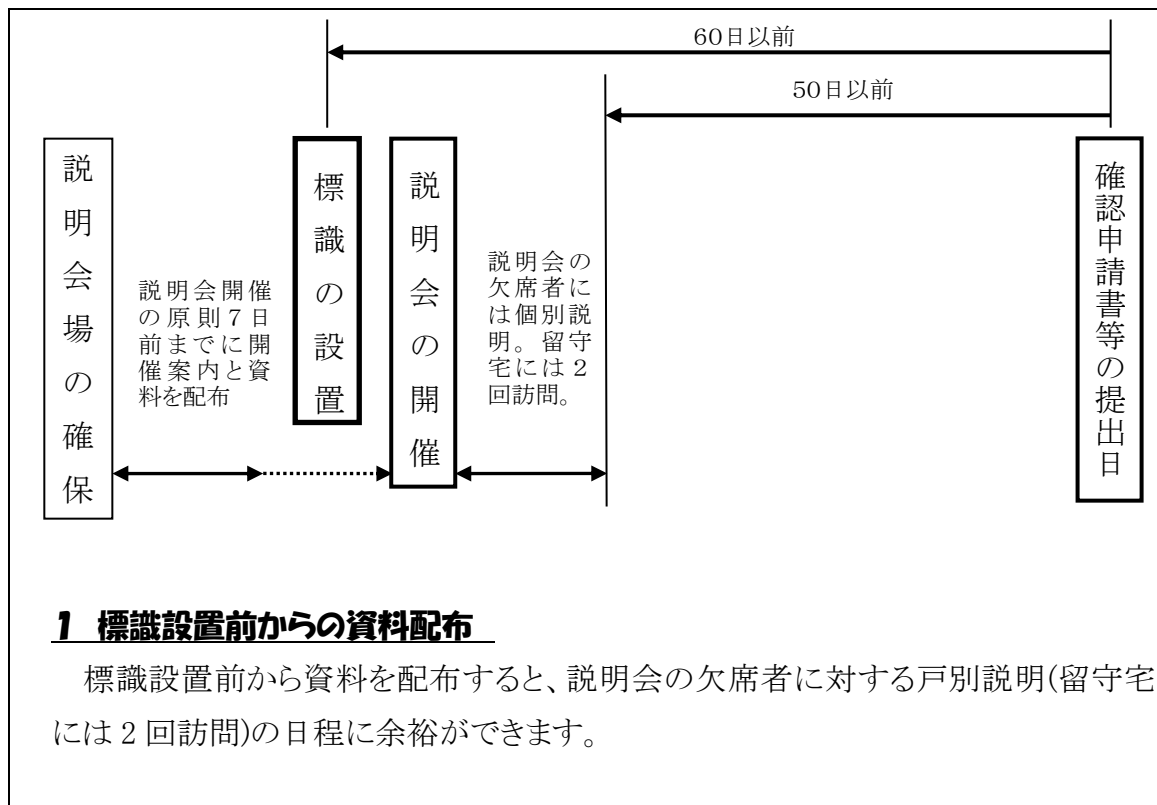 60日以前
50日以前
説明会場の確保
説明会開催
の原則7日
前までに開
催案内と資
料を配布
標識の設置
説明会の開催
説明会の
欠席者に
は個別説
明。留守
宅には2
回訪問。
確認申請書等の提出日
1 標識設置前からの資料配布
標識設置前から資料を配布すると、説明会の欠席者に対する戸別説明(留守宅
には2回訪問)の日程に余裕ができます。